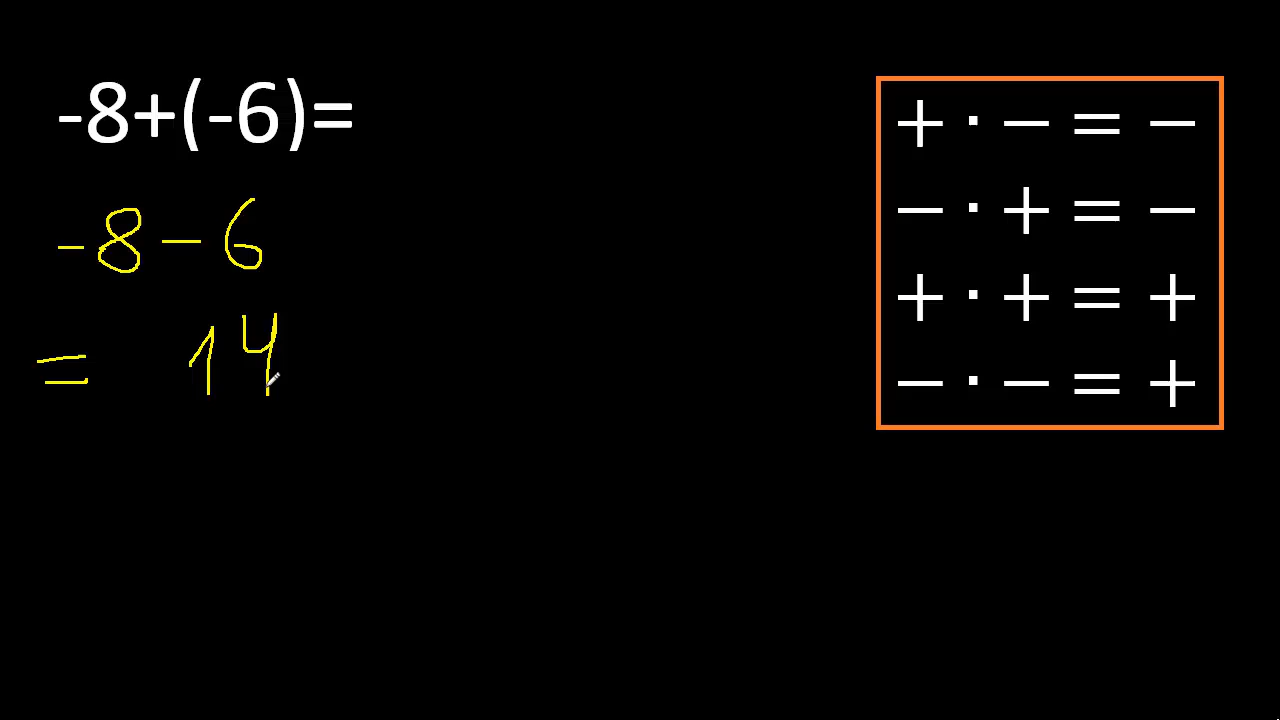 -8+(-6)=
-8-6
= 14
+ · − = −
− · + = −
+ · + = +
− · − = +